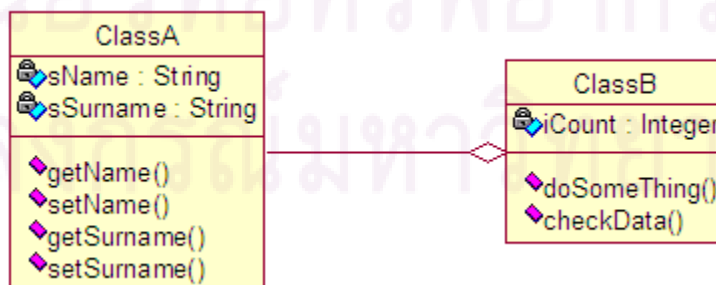 ClassA
sName : String
sSurname : String
getName()
setName()
getSurname()
setSurname()
ClassB
iCount : Integer
doSomeThing()
checkData()